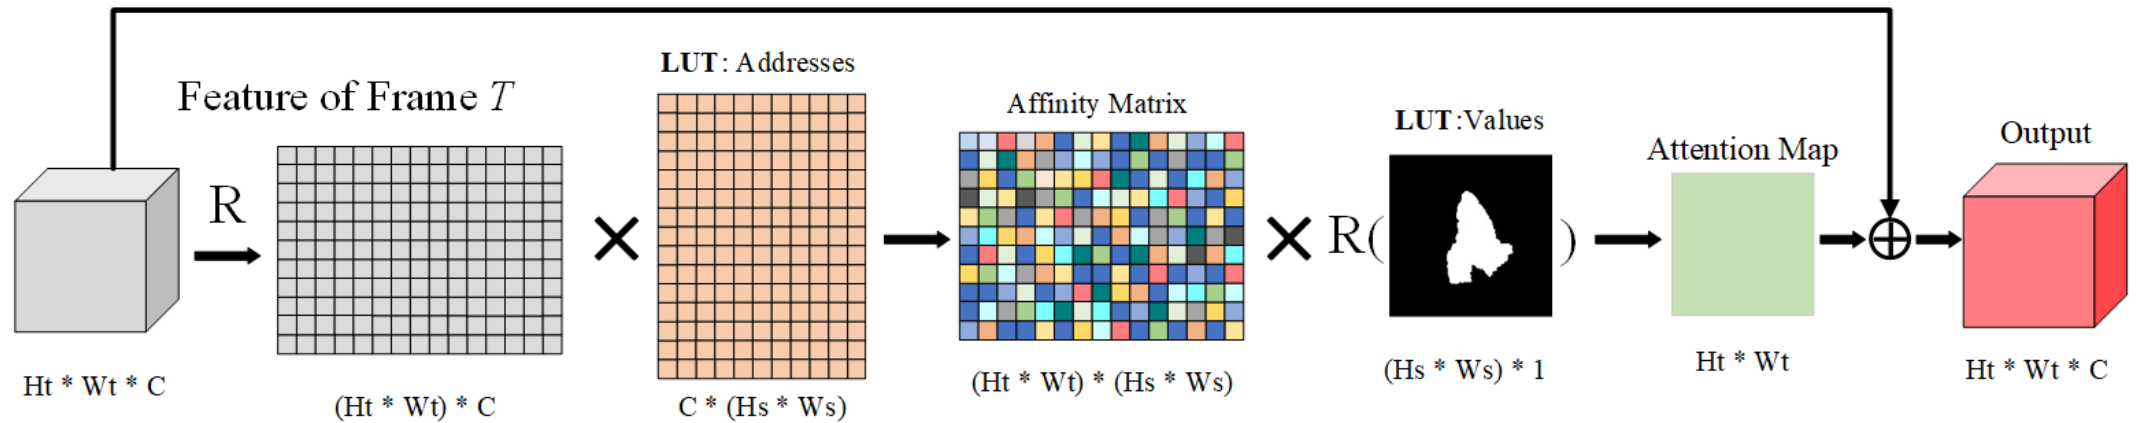 Feature of Frame T
R
LUT: Addresses
Affinity Matrix
LUT:Values
R( )
Attention Map
Output
Ht * Wt * C
(Ht * Wt) * C
C * (Hs * Ws)
(Ht * Wt) * (Hs * Ws)
(Hs * Ws) * 1
Ht * Wt
Ht * Wt * C